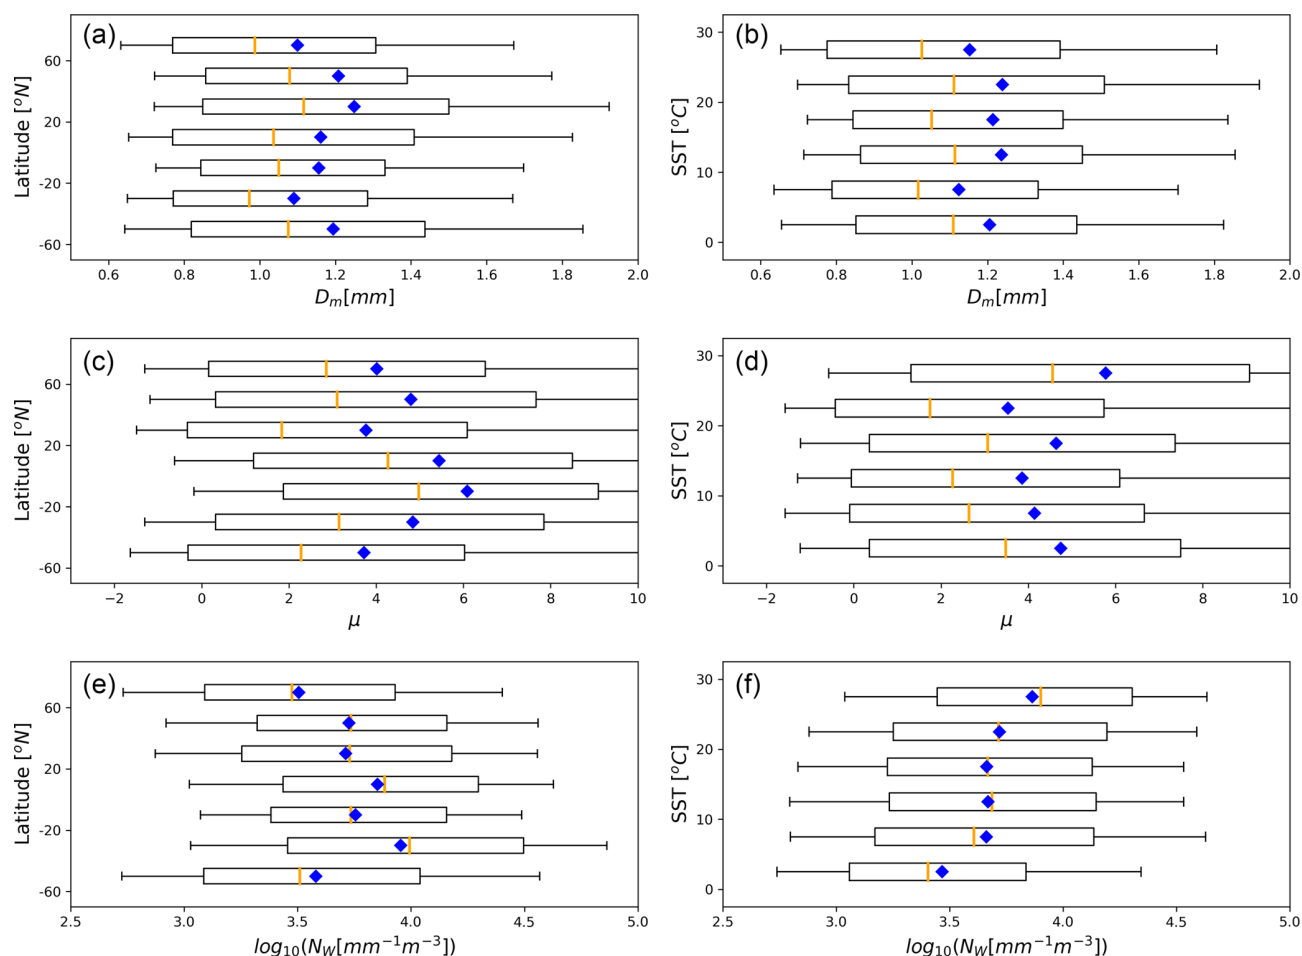 (a)
Latitude [°N]
60
20
-20
-60
0.6 0.8 1.0 1.2 1.4 1.6 1.8 2.0
Dₘ[mm]
(b)
SST [°C]
30
20
10
0
0.6 0.8 1.0 1.2 1.4 1.6 1.8 2.0
Dₘ[mm]
(c)
Latitude [°N]
60
20
-20
-60
−2 0 2 4 6 8 10
μ
(d)
SST [°C]
30
20
10
0
−2 0 2 4 6 8 10
μ
(e)
Latitude [°N]
60
20
-20
-60
2.5 3.0 3.5 4.0 4.5 5.0
log₁₀(N_W[mm⁻¹m⁻³])
(f)
SST [°C]
30
20
10
0
2.5 3.0 3.5 4.0 4.5 5.0
log₁₀(N_W[mm⁻¹m⁻³])